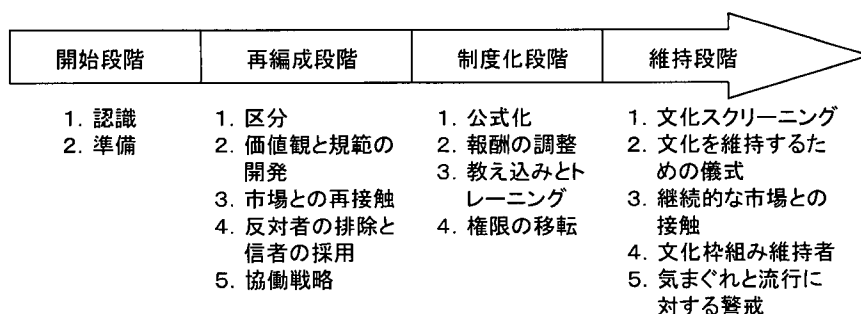 開始段階
再編成段階
制度化段階
維持段階
1. 認識
2. 準備
1. 区分
2. 価値観と規範の
開発
3. 市場との再接触
4. 反対者の排除と
信者の採用
5. 協働戦略
1. 公式化
2. 報酬の調整
3. 教え込みとト
レーニング
4. 権限の移転
1. 文化スクリーニング
2. 文化を維持するた
めの儀式
3. 継続的な市場との
接触
4. 文化枠組み維持者
5. 気まぐれと流行に
対する警戒